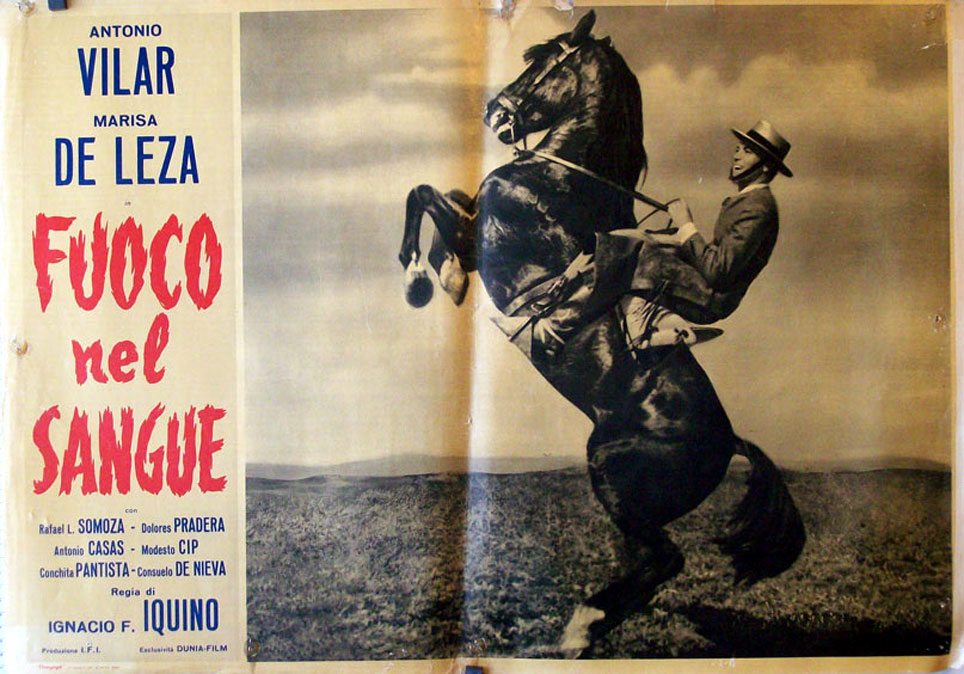 ANTONIO
VILAR
MARISA
DE LEZA
in
FUOCO
nel
SANGUE
con
Rafael L. SOMOZA - Dolores PRADERA
Antonio CASAS - Modesto CIP
Conchita PANTISTA - Consuelo DE NIEVA
Regia di
IGNACIO F. IQUINO
Produzione I.F.I. Esclusività DUNIA-FILM